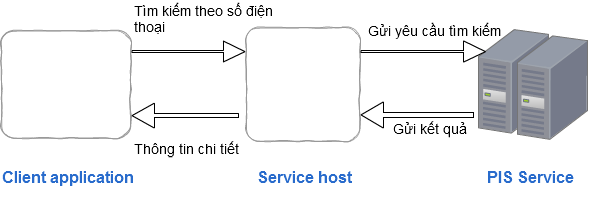 Tìm kiếm theo số điện
thoại
Gửi yêu cầu tìm kiếm
Thông tin chi tiết
Gửi kết quả
Client application
Service host
PIS Service